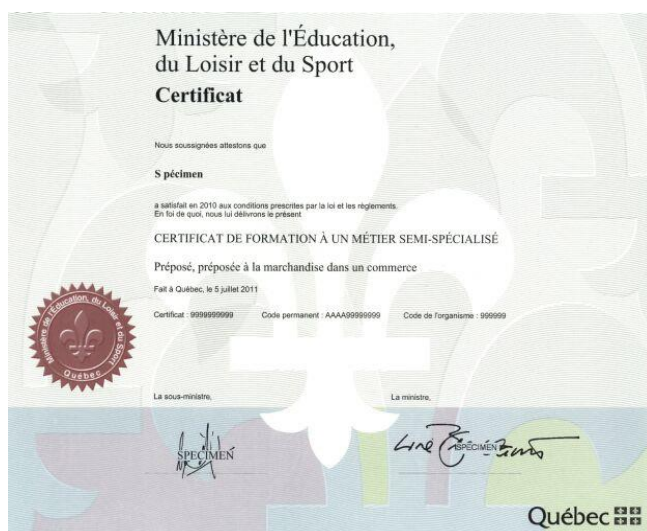 Ministère de l'Éducation,
du Loisir et du Sport
Certificat
Nous soussignées attestons que
S pécimen
a satisfait en 2010 aux conditions prescrites par la loi et les règlements.
En foi de quoi, nous lui délivrons le présent
CERTIFICAT DE FORMATION À UN MÉTIER SEMI-SPÉCIALISÉ
Préposé, préposée à la marchandise dans un commerce
Fait à Québec, le 5 juillet 2011
Certificat : 9999999999 Code permanent : AAAA99999999 Code de l'organisme : 999999
Ministère de l'Éducation, du Loisir et du Sport
Québec
La sous-ministre, La ministre,
SPECIMEN
SPÉCIMEN
Québec